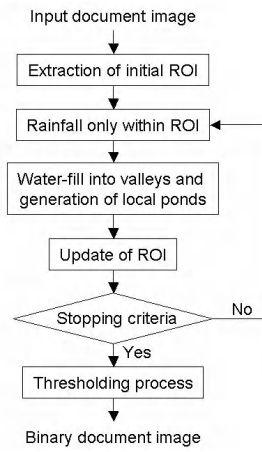 Input document image
Extraction of initial ROI
Rainfall only within ROI
Water-fill into valleys and
generation of local ponds
Update of ROI
Stopping criteria
No
Yes
Thresholding process
Binary document image